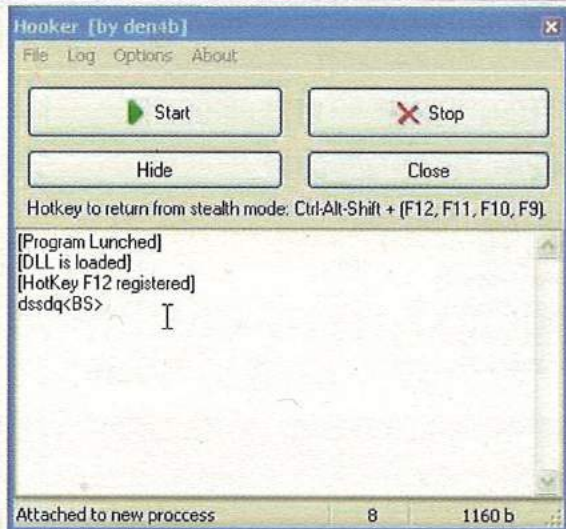 Hooker [by den4b]
File Log Options About
Start Stop
Hide Close
Hotkey to return from stealth mode: Ctrl-Alt-Shift + (F12, F11, F10, F9).
[Program Lunched]
[DLL is loaded]
[HotKey F12 registered]
dssdq<BS>
Attached to new proccess 8 1160 b